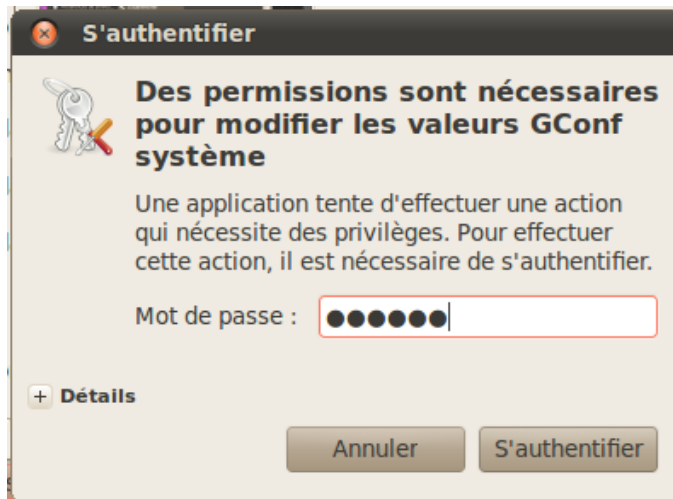 S'authentifier
Des permissions sont nécessaires
pour modifier les valeurs GConf
système
Une application tente d'effectuer une action
qui nécessite des privilèges. Pour effectuer
cette action, il est nécessaire de s'authentifier.
Mot de passe : ●●●●●●
+ Détails
Annuler S'authentifier